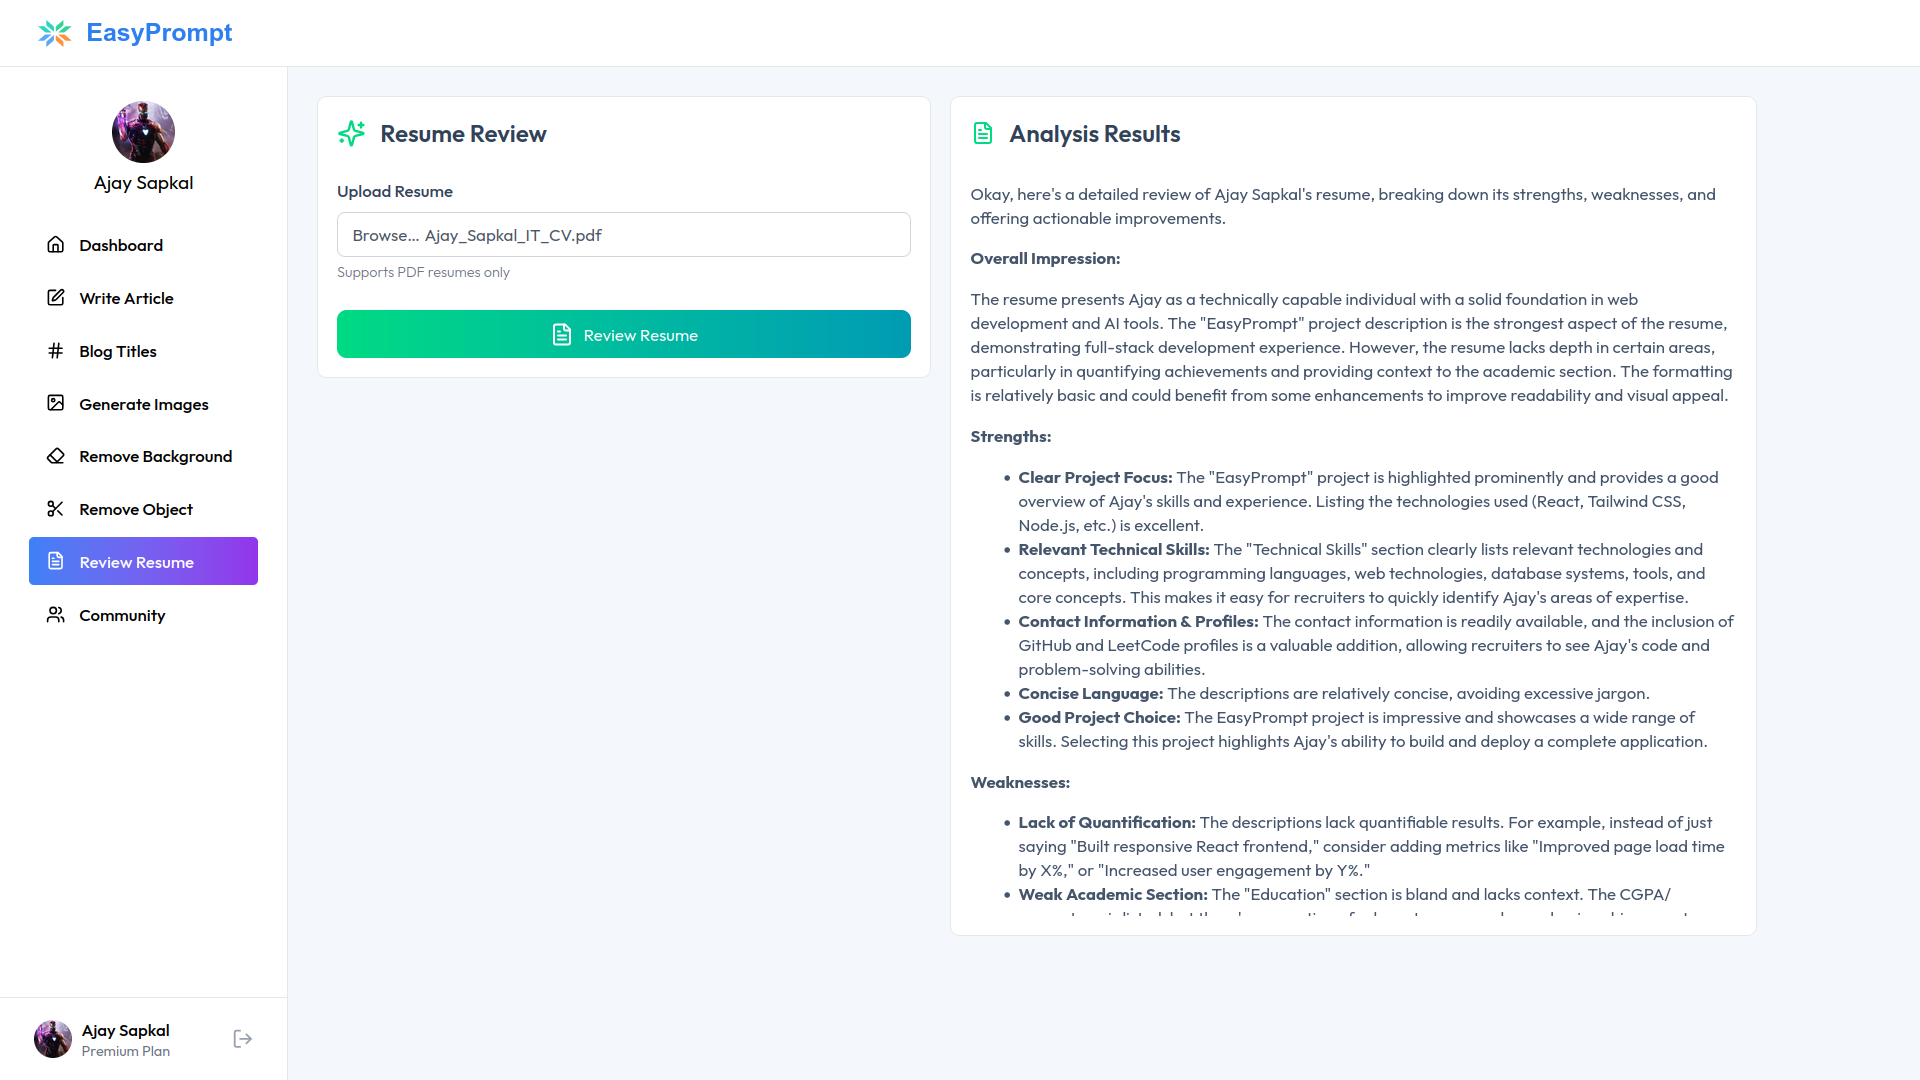 EasyPrompt
Ajay Sapkal
Dashboard
Write Article
Blog Titles
Generate Images
Remove Background
Remove Object
Review Resume
Community
Ajay Sapkal
Premium Plan
Resume Review
Upload Resume
Browse... Ajay_Sapkal_IT_CV.pdf
Supports PDF resumes only
Review Resume
Analysis Results
Okay, here's a detailed review of Ajay Sapkal's resume, breaking down its strengths, weaknesses, and
offering actionable improvements.
Overall Impression:
The resume presents Ajay as a technically capable individual with a solid foundation in web
development and AI tools. The "EasyPrompt" project description is the strongest aspect of the resume,
demonstrating full-stack development experience. However, the resume lacks depth in certain areas,
particularly in quantifying achievements and providing context to the academic section. The formatting
is relatively basic and could benefit from some enhancements to improve readability and visual appeal.
Strengths:
• Clear Project Focus: The "EasyPrompt" project is highlighted prominently and provides a good
overview of Ajay's skills and experience. Listing the technologies used (React, Tailwind CSS,
Node.js, etc.) is excellent.
• Relevant Technical Skills: The "Technical Skills" section clearly lists relevant technologies and
concepts, including programming languages, web technologies, database systems, tools, and
core concepts. This makes it easy for recruiters to quickly identify Ajay's areas of expertise.
• Contact Information & Profiles: The contact information is readily available, and the inclusion of
GitHub and LeetCode profiles is a valuable addition, allowing recruiters to see Ajay's code and
problem-solving abilities.
• Concise Language: The descriptions are relatively concise, avoiding excessive jargon.
• Good Project Choice: The EasyPrompt project is impressive and showcases a wide range of
skills. Selecting this project highlights Ajay's ability to build and deploy a complete application.
Weaknesses:
• Lack of Quantification: The descriptions lack quantifiable results. For example, instead of just
saying "Built responsive React frontend," consider adding metrics like "Improved page load time
by X%," or "Increased user engagement by Y%."
• Weak Academic Section: The "Education" section is bland and lacks context. The CGPA/